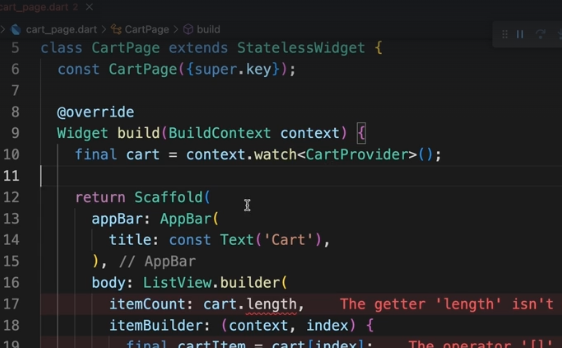 cart_page.dart 2 ×
cart_page.dart > CartPage > build
5 class CartPage extends StatelessWidget {
6 const CartPage({super.key});
7
8 @override
9 Widget build(BuildContext context) {
10 final cart = context.watch<CartProvider>();
11
12 return Scaffold(
13 appBar: AppBar(
14 title: const Text('Cart'),
15 ), // AppBar
16 body: ListView.builder(
17 itemCount: cart.length, The getter 'length' isn't
18 itemBuilder: (context, index) {
19 final cartItem = cart[index]; The operator '[]'